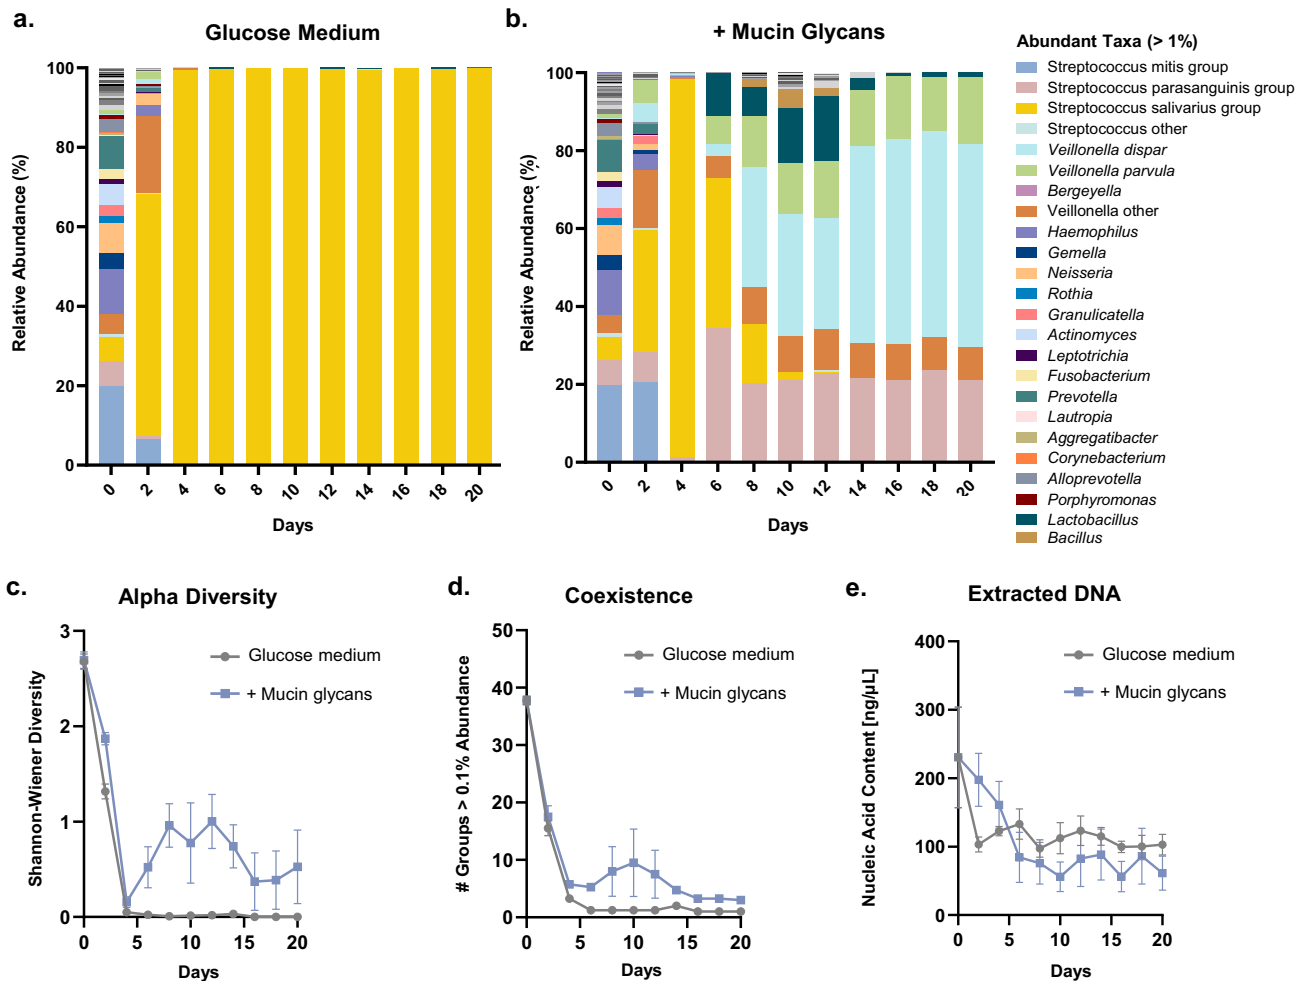 a.
Glucose Medium
Relative Abundance (%)
100
80
60
40
20
0
0 2 4 6 8 10 12 14 16 18 20
Days
b.
+ Mucin Glycans
Relative Abundance (%)
100
80
60
40
20
0
0 2 4 6 8 10 12 14 16 18 20
Days
Abundant Taxa (> 1%)
Streptococcus mitis group
Streptococcus parasanguinis group
Streptococcus salivarius group
Streptococcus other
Veillonella dispar
Veillonella parvula
Bergeyella
Veillonella other
Haemophilus
Gemella
Neisseria
Rothia
Granulicatella
Actinomyces
Leptotrichia
Fusobacterium
Prevotella
Lautropia
Aggregatibacter
Corynebacterium
Alloprevotella
Porphyromonas
Lactobacillus
Bacillus
c.
Alpha Diversity
Shannon-Wiener Diversity
3
2
1
0
Glucose medium
+ Mucin glycans
0 5 10 15 20
Days
d.
Coexistence
# Groups > 0.1% Abundance
50
40
30
20
10
0
Glucose medium
+ Mucin glycans
0 5 10 15 20
Days
e.
Extracted DNA
Nucleic Acid Content [ng/µL]
400
300
200
100
0
Glucose medium
+ Mucin glycans
0 5 10 15 20
Days